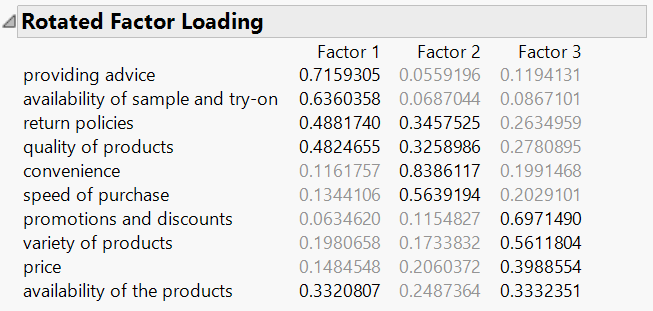 Rotated Factor Loading
Factor 1 Factor 2 Factor 3
providing advice 0.7159305 0.0559196 0.1194131
availability of sample and try-on 0.6360358 0.0687044 0.0867101
return policies 0.4881740 0.3457525 0.2634959
quality of products 0.4824655 0.3258986 0.2780895
convenience 0.1161757 0.8386117 0.1991468
speed of purchase 0.1344106 0.5639194 0.2029101
promotions and discounts 0.0634620 0.1154827 0.6971490
variety of products 0.1980658 0.1733832 0.5611804
price 0.1484548 0.2060372 0.3988554
availability of the products 0.3320807 0.2487364 0.3332351